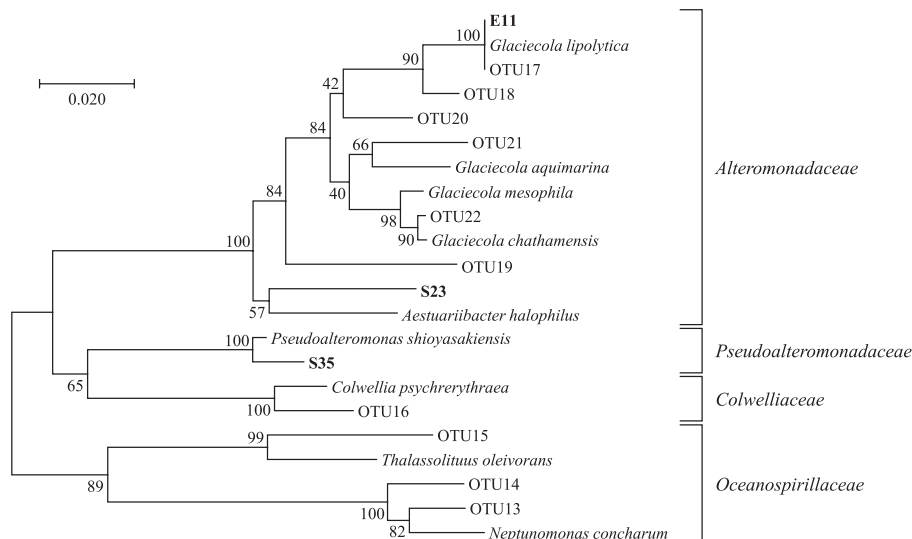 E11
100
Glaciecola lipolytica
90
OTU17
0.020
42
OTU18
84
OTU20
66
OTU21
Glaciecola aquimarina
Alteromonadaceae
84
40
Glaciecola mesophila
98
OTU22
90
Glaciecola chathamensis
100
OTU19
S23
57
Aestuariibacter halophilus
100
Pseudoalteromonas shioyasakiensis
Pseudoalteromonadaceae
S35
65
Colwellia psychrerythraea
Colwelliaceae
100
OTU16
99
OTU15
Thalassolituus oleivorans
89
OTU14
Oceanospirillaceae
100
OTU13
82
Neptunomonas concharum